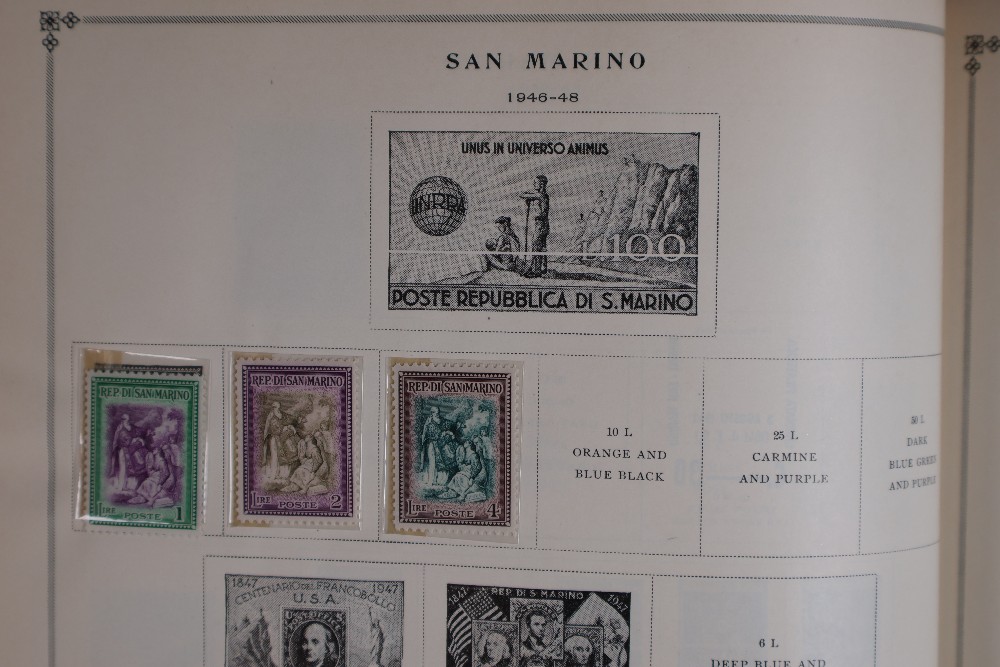 SAN MARINO
1946-48
UNUS IN UNIVERSO ANIMUS
UNRRA
L.100
POSTE REPUBBLICA DI S. MARINO
REP. DI SAN MARINO
LIRE POSTE 1
REP. DI SAN MARINO
LIRE POSTE 2
REP. DI SAN MARINO
LIRE POSTE 4
10 L
ORANGE AND
BLUE BLACK
25 L
CARMINE
AND PURPLE
50 L
DARK
BLUE GREEN
AND PURPLE
1847 1947
CENTENARIO DEL FRANCOBOLLO
U.S.A.
1847 1947
REP. DI S. MARINO
6 L
DEEP BLUE AND